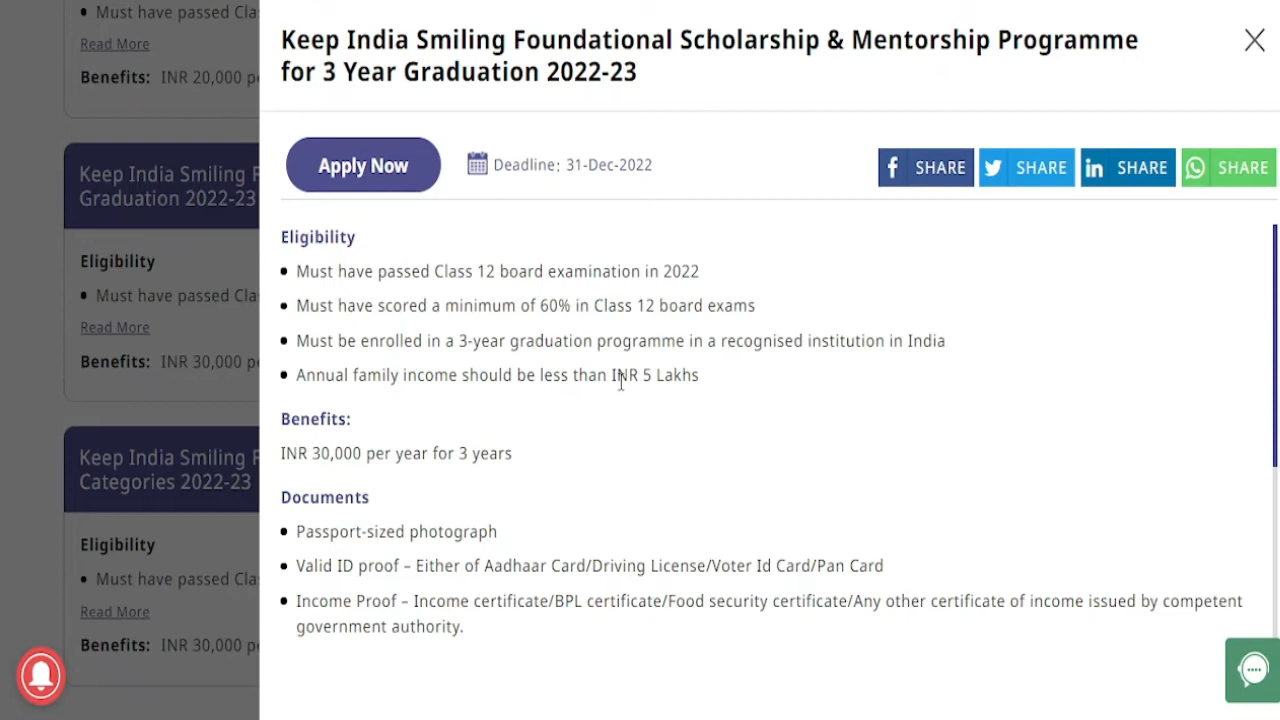 Must have passed Cla
Read More
Benefits: INR 20,000 pe
Keep India Smiling F
Graduation 2022-23
Eligibility
Must have passed Cla
Read More
Benefits: INR 30,000 pe
Keep India Smiling F
Categories 2022-23
Eligibility
Must have passed Cla
Read More
Benefits: INR 30,000 pe
Keep India Smiling Foundational Scholarship & Mentorship Programme
for 3 Year Graduation 2022-23
Apply Now
Deadline: 31-Dec-2022
SHARE
SHARE
SHARE
SHARE
Eligibility
Must have passed Class 12 board examination in 2022
Must have scored a minimum of 60% in Class 12 board exams
Must be enrolled in a 3-year graduation programme in a recognised institution in India
Annual family income should be less than INR 5 Lakhs
Benefits:
INR 30,000 per year for 3 years
Documents
Passport-sized photograph
Valid ID proof – Either of Aadhaar Card/Driving License/Voter Id Card/Pan Card
Income Proof – Income certificate/BPL certificate/Food security certificate/Any other certificate of income issued by competent
government authority.